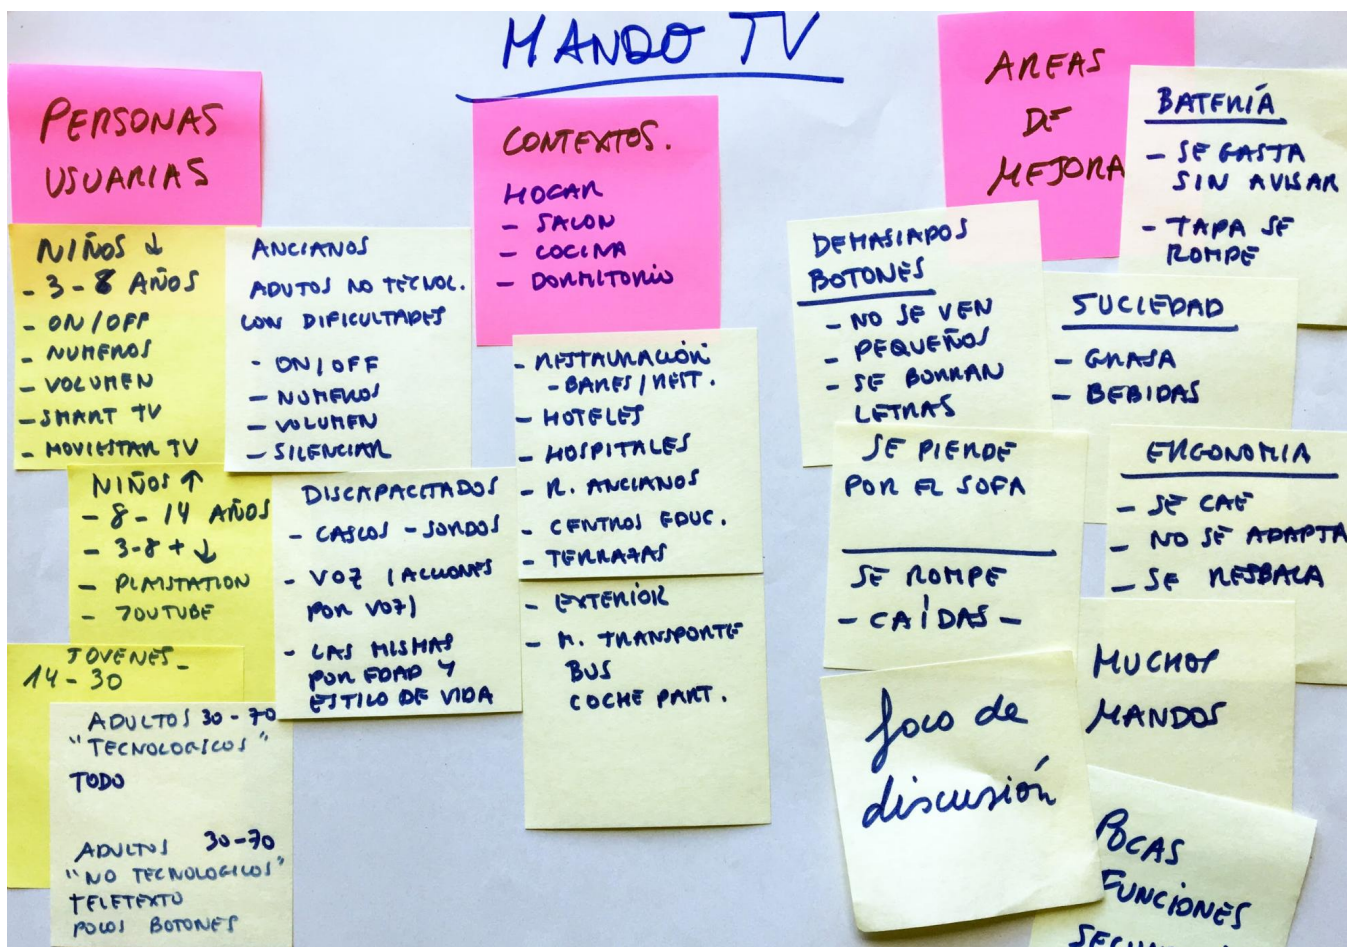 MANDO TV
PERSONAS
USUARIAS
NIÑOS ↓
- 3 - 8 AÑOS
- ON/OFF
- NUMEROS
- VOLUMEN
- SMART TV
- MOVIESTAR TV
NIÑOS ↑
- 8 - 14 AÑOS
- 3-8 + ↓
- PLAISTATION
- YOUTUBE
JOVENES -
14 - 30
ADULTOS 30 - 70
"TECNOLOGICOS"
TODO
ADULTOS 30-70
"NO TECNOLOGICOS"
TELETEXTO
POCOS BOTONES
ANCIANOS
ADUTOS NO TECNOL.
CON DIFICULTADES
- ON/OFF
- NUMEROS
- VOLUMEN
- SILENCIAR
DISCAPACITADOS
- CASCOS - SORDOS
- VOZ (ACCIONES
POR VOZ)
- LAS MISMAS
POR EDAD Y
ESTILO DE VIDA
CONTEXTOS.
HOGAR
- SALON
- COCINA
- DORMITORIO
- RESTAURACIÓN
- BARES/REST.
- HOTELES
- HOSPITALES
- R. ANCIANOS
- CENTROS EDUC.
- TERRAZAS
- EXTERIOR
- M. TRANSPORTE
BUS
COCHE PART.
AREAS
DE
MEJORA
BATERÍA
- SE GASTA
SIN AVISAR
- TAPA SE
ROMPE
DEMASIADOS
BOTONES
- NO SE VEN
- PEQUEÑOS
- SE BORRAN
LETRAS
SUCIEDAD
- GRASA
- BEBIDAS
SE PIERDE
POR EL SOFA
SE ROMPE
- CAÍDAS -
ERGONOMIA
- SE CAE
- NO SE ADAPTA
- SE RESBALA
MUCHOS
MANDOS
foco de
discusión
POCAS
FUNCIONES